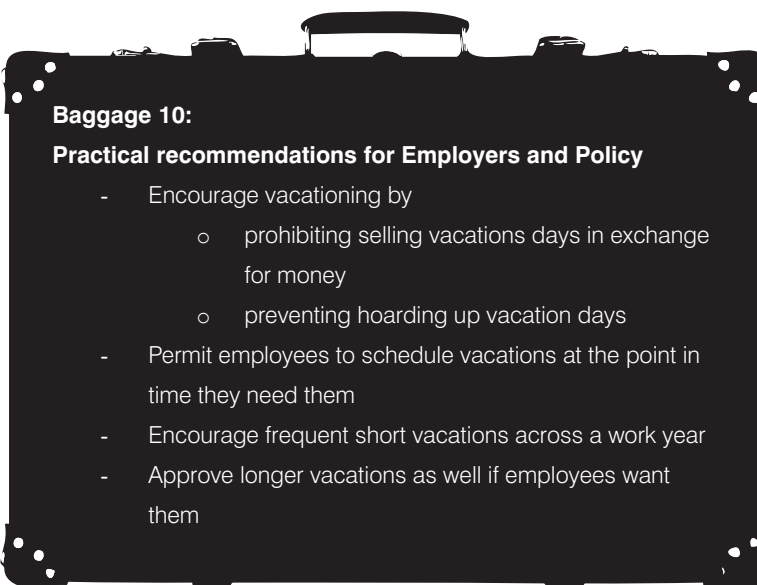 Baggage 10:
Practical recommendations for Employers and Policy
- Encourage vacationing by
o prohibiting selling vacations days in exchange
for money
o preventing hoarding up vacation days
- Permit employees to schedule vacations at the point in
time they need them
- Encourage frequent short vacations across a work year
- Approve longer vacations as well if employees want
them